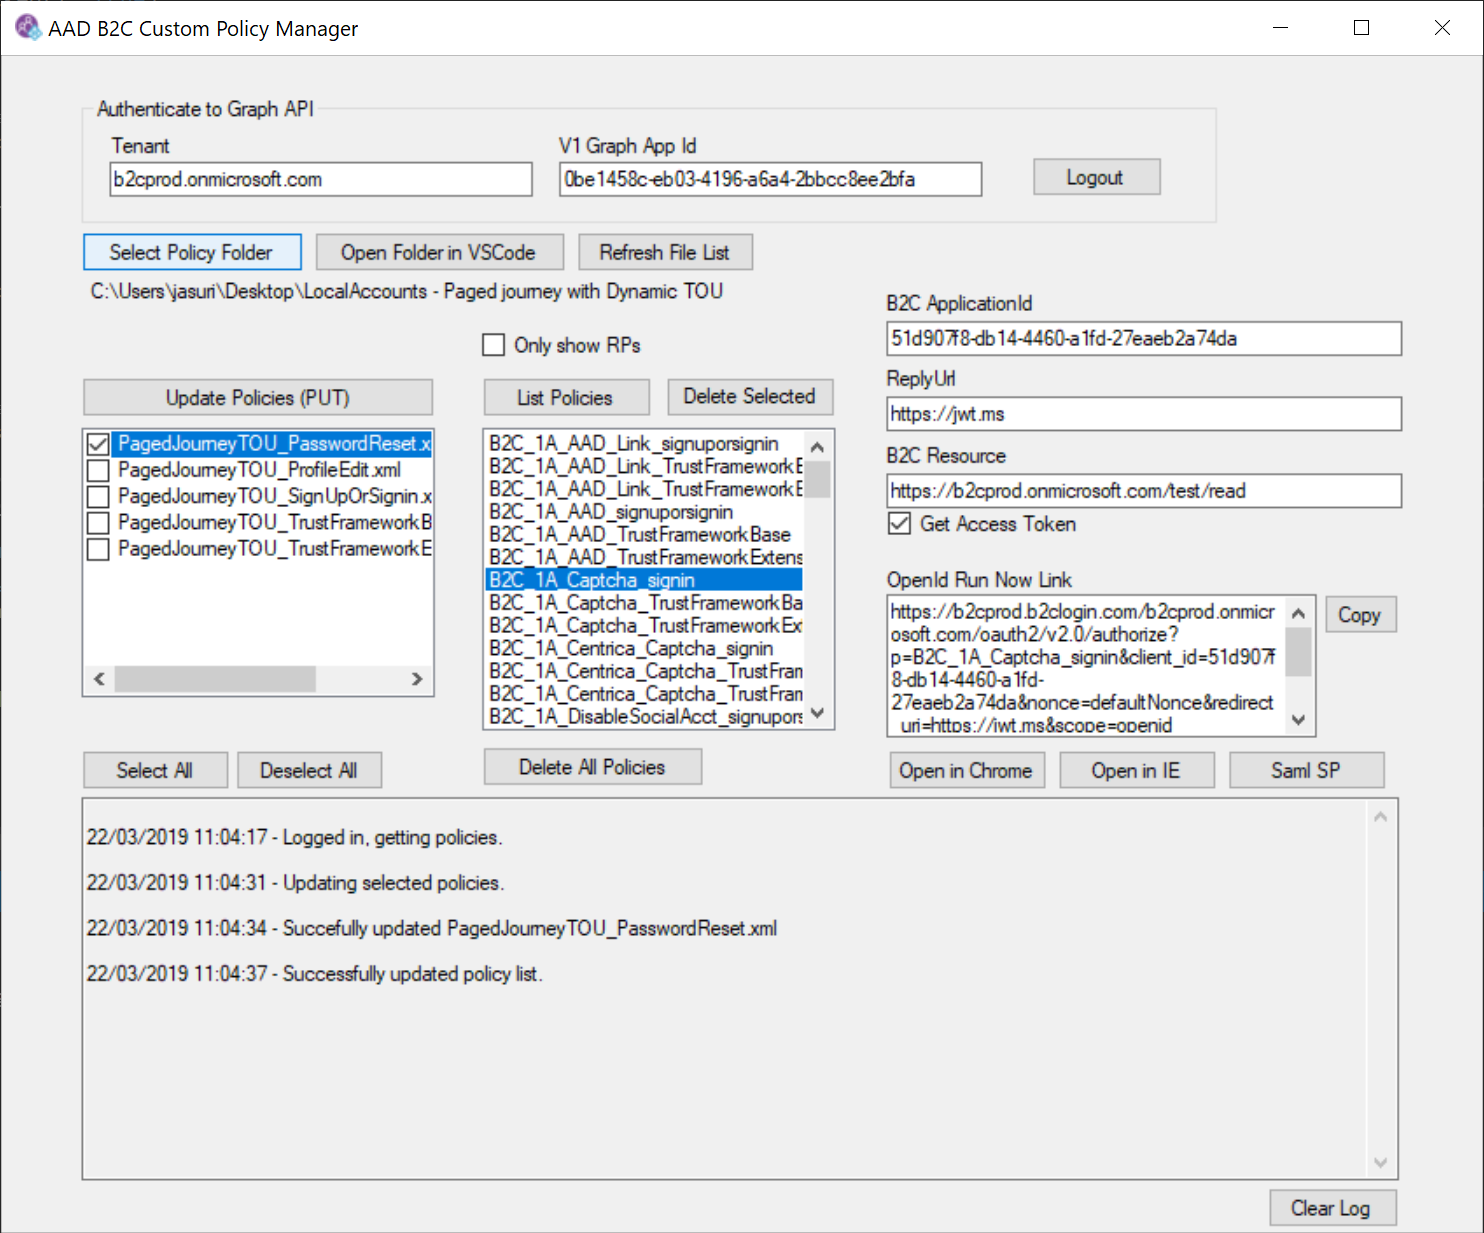 AAD B2C Custom Policy Manager
Authenticate to Graph API
Tenant
V1 Graph App Id
b2cprod.onmicrosoft.com
0be1458c-eb03-4196-a6a4-2bbcc8ee2bfa
Logout
Select Policy Folder
Open Folder in VSCode
Refresh File List
C:\Users\jasuri\Desktop\LocalAccounts - Paged journey with Dynamic TOU
Only show RPs
Update Policies (PUT)
PagedJourneyTOU_PasswordReset.x
PagedJourneyTOU_ProfileEdit.xml
PagedJourneyTOU_SignUpOrSignin.x
PagedJourneyTOU_TrustFrameworkB
PagedJourneyTOU_TrustFrameworkE
Select All
Deselect All
List Policies
Delete Selected
B2C_1A_AAD_Link_signuporsignin
B2C_1A_AAD_Link_TrustFrameworkE
B2C_1A_AAD_Link_TrustFrameworkE
B2C_1A_AAD_signuporsignin
B2C_1A_AAD_TrustFrameworkBase
B2C_1A_AAD_TrustFrameworkExtens
B2C_1A_Captcha_signin
B2C_1A_Captcha_TrustFrameworkBa
B2C_1A_Captcha_TrustFrameworkEx
B2C_1A_Centrica_Captcha_signin
B2C_1A_Centrica_Captcha_TrustFram
B2C_1A_Centrica_Captcha_TrustFram
B2C_1A_DisableSocialAcct_signupors
Delete All Policies
B2C ApplicationId
51d907f8-db14-4460-a1fd-27eaeb2a74da
ReplyUrl
https://jwt.ms
B2C Resource
https://b2cprod.onmicrosoft.com/test/read
Get Access Token
OpenId Run Now Link
https://b2cprod.b2clogin.com/b2cprod.onmicr
osoft.com/oauth2/v2.0/authorize?
p=B2C_1A_Captcha_signin&client_id=51d907f
8-db14-4460-a1fd-
27eaeb2a74da&nonce=defaultNonce&redirect
_uri=https://jwt.ms&scope=openid
Copy
Open in Chrome
Open in IE
Saml SP
22/03/2019 11:04:17 - Logged in, getting policies.
22/03/2019 11:04:31 - Updating selected policies.
22/03/2019 11:04:34 - Succefully updated PagedJourneyTOU_PasswordReset.xml
22/03/2019 11:04:37 - Successfully updated policy list.
Clear Log